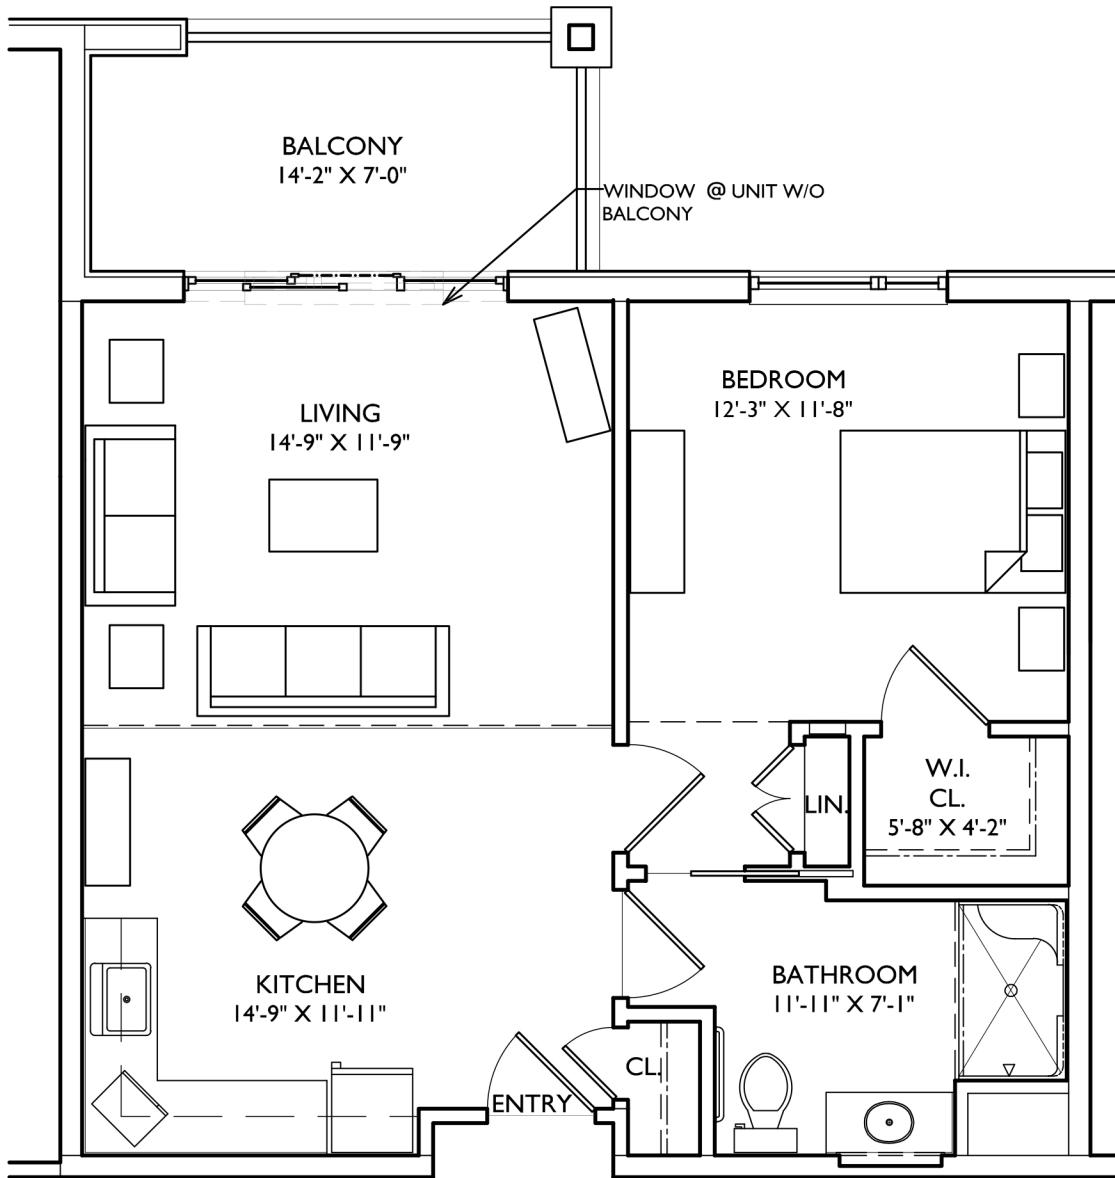 BALCONY
14'-2" X 7'-0"
WINDOW @ UNIT W/O
BALCONY
BEDROOM
12'-3" X 11'-8"
LIVING
14'-9" X 11'-9"
W.I.
CL.
5'-8" X 4'-2"
LIN.
KITCHEN
14'-9" X 11'-11"
BATHROOM
11'-11" X 7'-1"
CL.
ENTRY